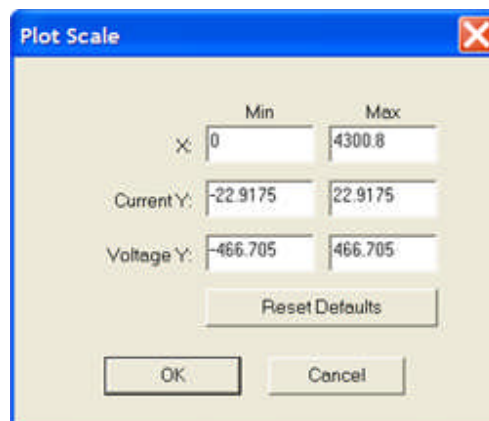 Plot Scale
Min Max
X: 0 4300.8
Current Y: -22.9175 22.9175
Voltage Y: -466.705 466.705
Reset Defaults
OK Cancel